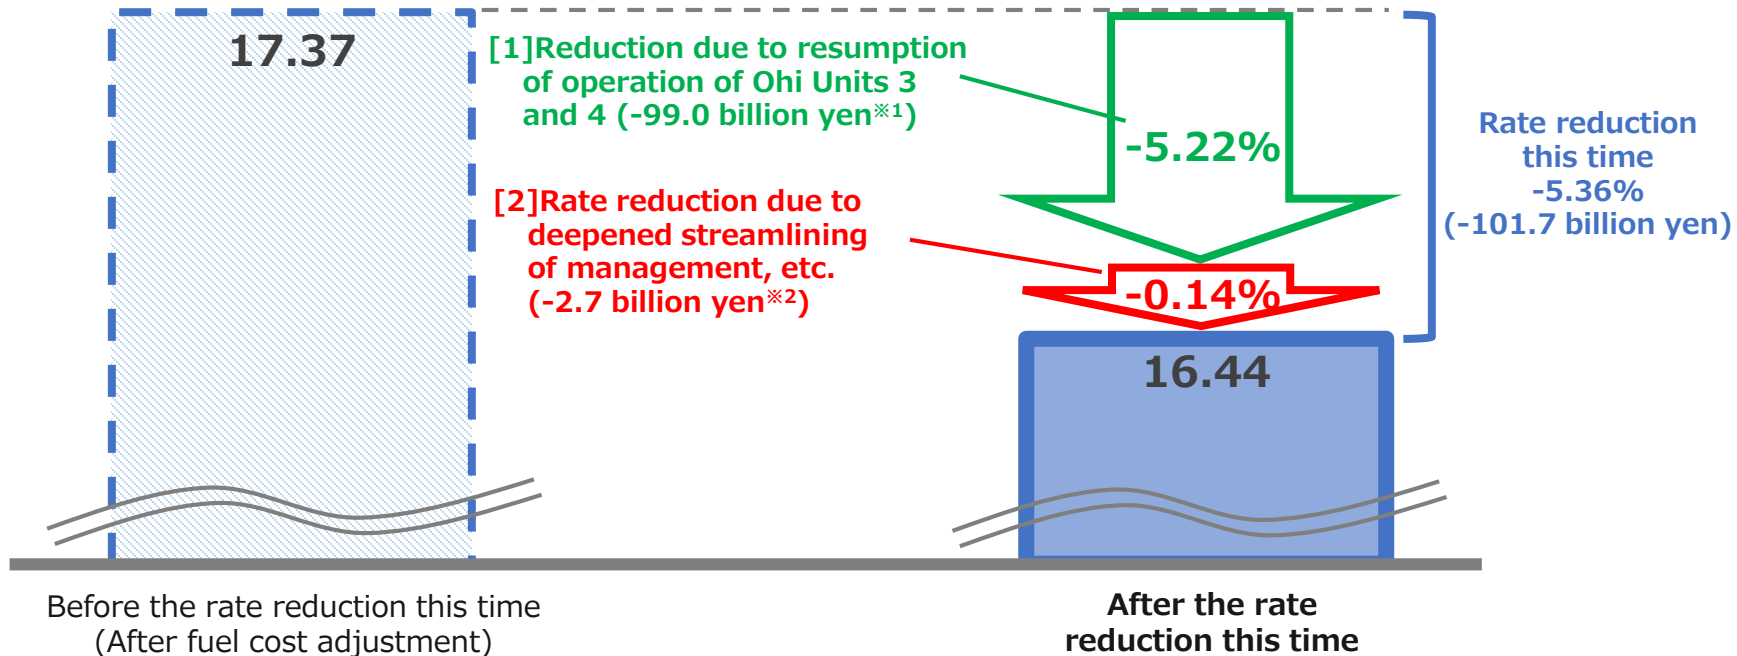 17.37
[1]Reduction due to resumption
of operation of Ohi Units 3
and 4 (-99.0 billion yen※1)
-5.22%
[2]Rate reduction due to
deepened streamlining
of management, etc.
(-2.7 billion yen※2)
-0.14%
Rate reduction
this time
-5.36%
(-101.7 billion yen)
16.44
Before the rate reduction this time
(After fuel cost adjustment)
After the rate
reduction this time